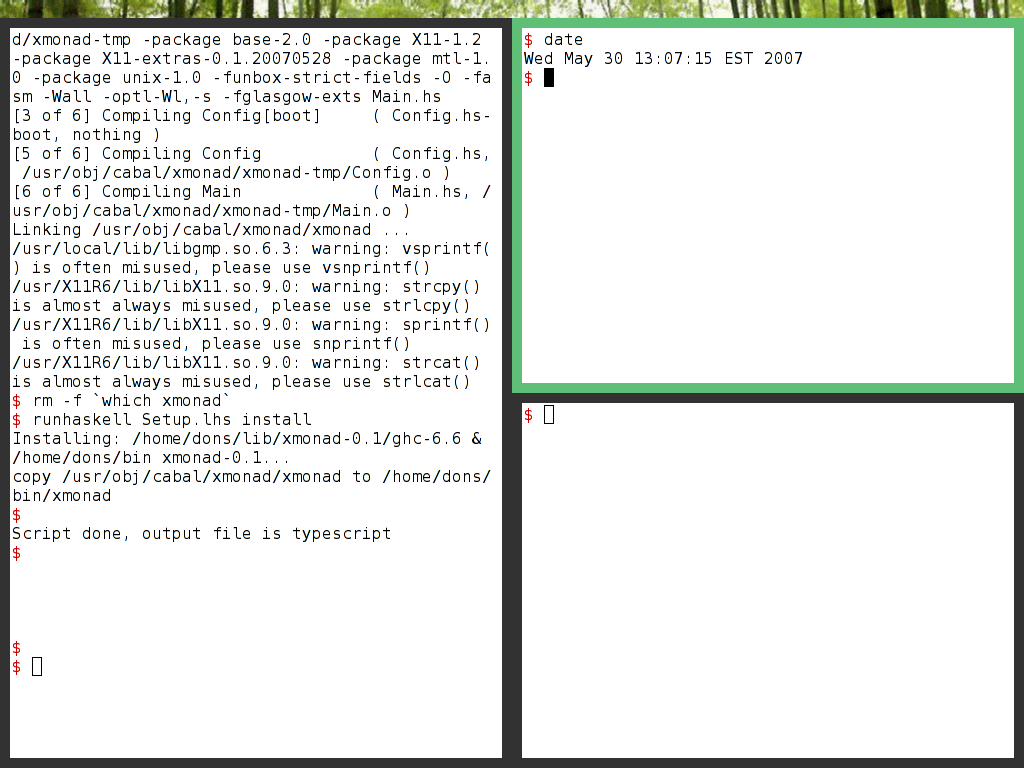 d/xmonad-tmp -package base-2.0 -package X11-1.2
-package X11-extras-0.1.20070528 -package mtl-1.
0 -package unix-1.0 -funbox-strict-fields -O -fa
sm -Wall -optl-Wl,-s -fglasgow-exts Main.hs
[3 of 6] Compiling Config[boot]     ( Config.hs-
boot, nothing )
[5 of 6] Compiling Config           ( Config.hs,
 /usr/obj/cabal/xmonad/xmonad-tmp/Config.o )
[6 of 6] Compiling Main             ( Main.hs, /
usr/obj/cabal/xmonad/xmonad-tmp/Main.o )
Linking /usr/obj/cabal/xmonad/xmonad ...
/usr/local/lib/libgmp.so.6.3: warning: vsprintf(
) is often misused, please use vsnprintf()
/usr/X11R6/lib/libX11.so.9.0: warning: strcpy()
is almost always misused, please use strlcpy()
/usr/X11R6/lib/libX11.so.9.0: warning: sprintf()
 is often misused, please use snprintf()
/usr/X11R6/lib/libX11.so.9.0: warning: strcat()
is almost always misused, please use strlcat()
$ rm -f `which xmonad`
$ runhaskell Setup.lhs install
Installing: /home/dons/lib/xmonad-0.1/ghc-6.6 &
/home/dons/bin xmonad-0.1...
copy /usr/obj/cabal/xmonad/xmonad to /home/dons/
bin/xmonad
$
Script done, output file is typescript
$
$
$
$ date
Wed May 30 13:07:15 EST 2007
$
$